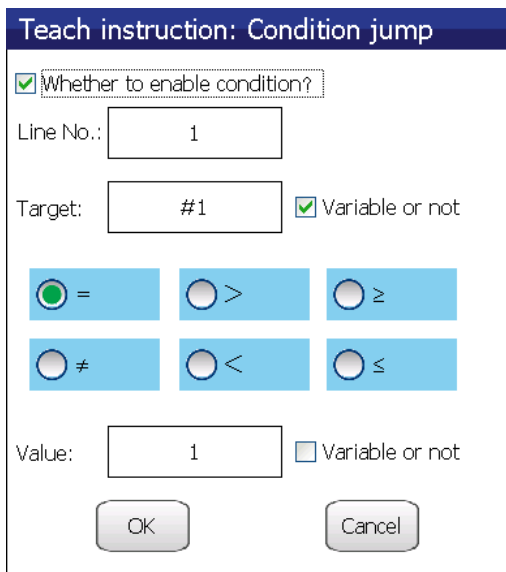 Teach instruction: Condition jump
Whether to enable condition?
Line No.: 1
Target: #1 Variable or not
= > ≥
≠ < ≤
Value: 1 Variable or not
OK Cancel